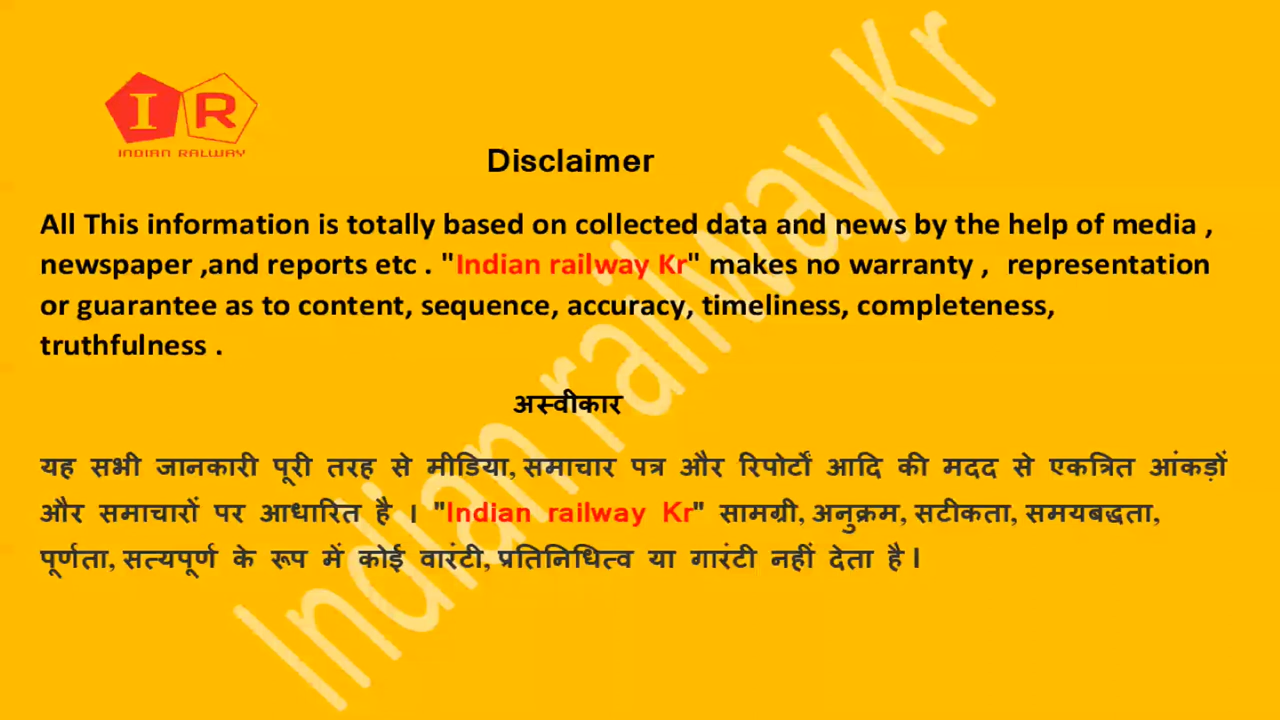 I R
INDIAN RALWAY
Disclaimer
All This information is totally based on collected data and news by the help of media ,
newspaper ,and reports etc . "Indian railway Kr" makes no warranty , representation
or guarantee as to content, sequence, accuracy, timeliness, completeness,
truthfulness .
अस्वीकार
यह सभी जानकारी पूरी तरह से मीडिया, समाचार पत्र और रिपोर्टों आदि की मदद से एकत्रित आंकड़ों
और समाचारों पर आधारित है । "Indian railway Kr" सामग्री, अनुक्रम, सटीकता, समयबद्धता,
पूर्णता, सत्यपूर्ण के रूप में कोई वारंटी, प्रतिनिधित्व या गारंटी नहीं देता है ।
Indian railway Kr